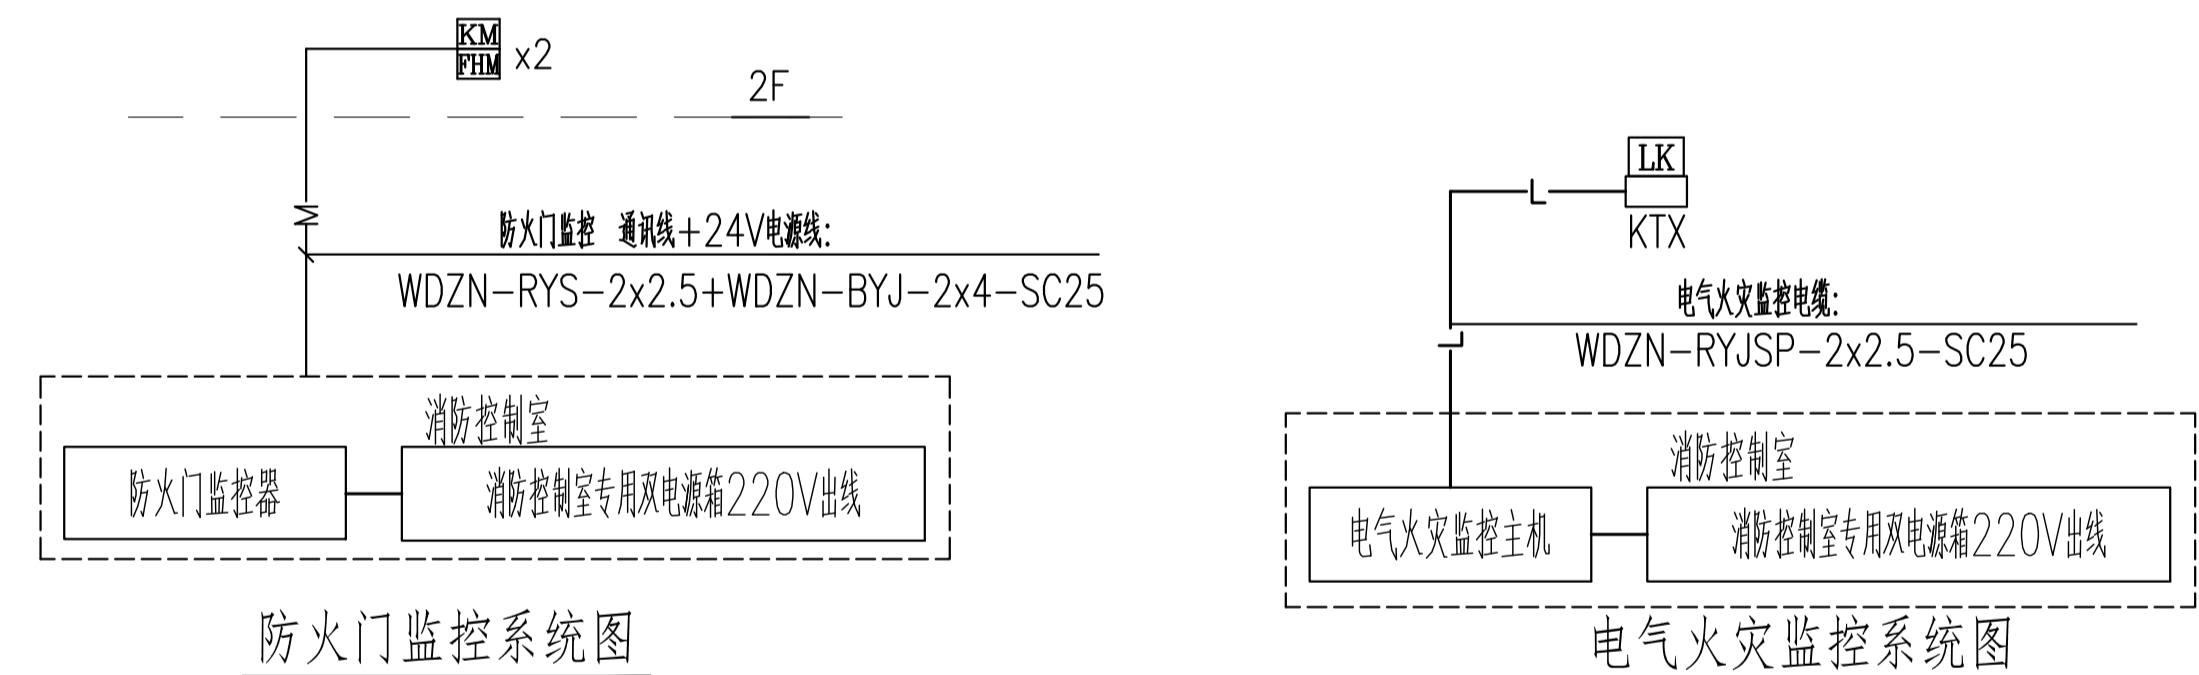 KM
FHM
x2
2F
M
防火门监控 通讯线+24V电源线:
WDZN-RYS-2x2.5+WDZN-BYJ-2x4-SC25
消防控制室
防火门监控器
消防控制室专用双电源箱220V出线
防火门监控系统图
LK
L
KTX
电气火灾监控电缆:
L
WDZN-RYJSP-2x2.5-SC25
消防控制室
电气火灾监控主机
消防控制室专用双电源箱220V出线
电气火灾监控系统图